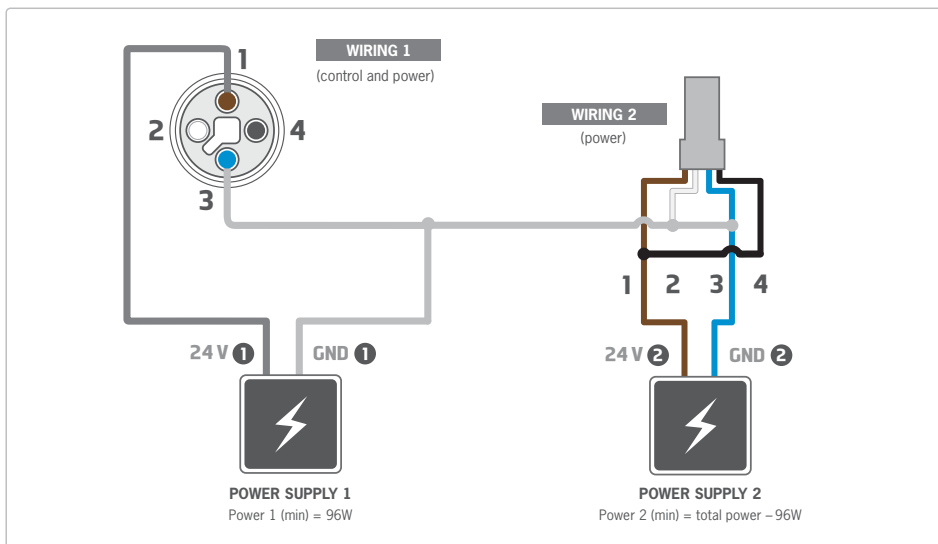 WIRING 1
(control and power)
1
2
4
3
WIRING 2
(power)
1
2
3
4
24 V 1
GND 1
24 V 2
GND 2
POWER SUPPLY 1
Power 1 (min) = 96W
POWER SUPPLY 2
Power 2 (min) = total power – 96W